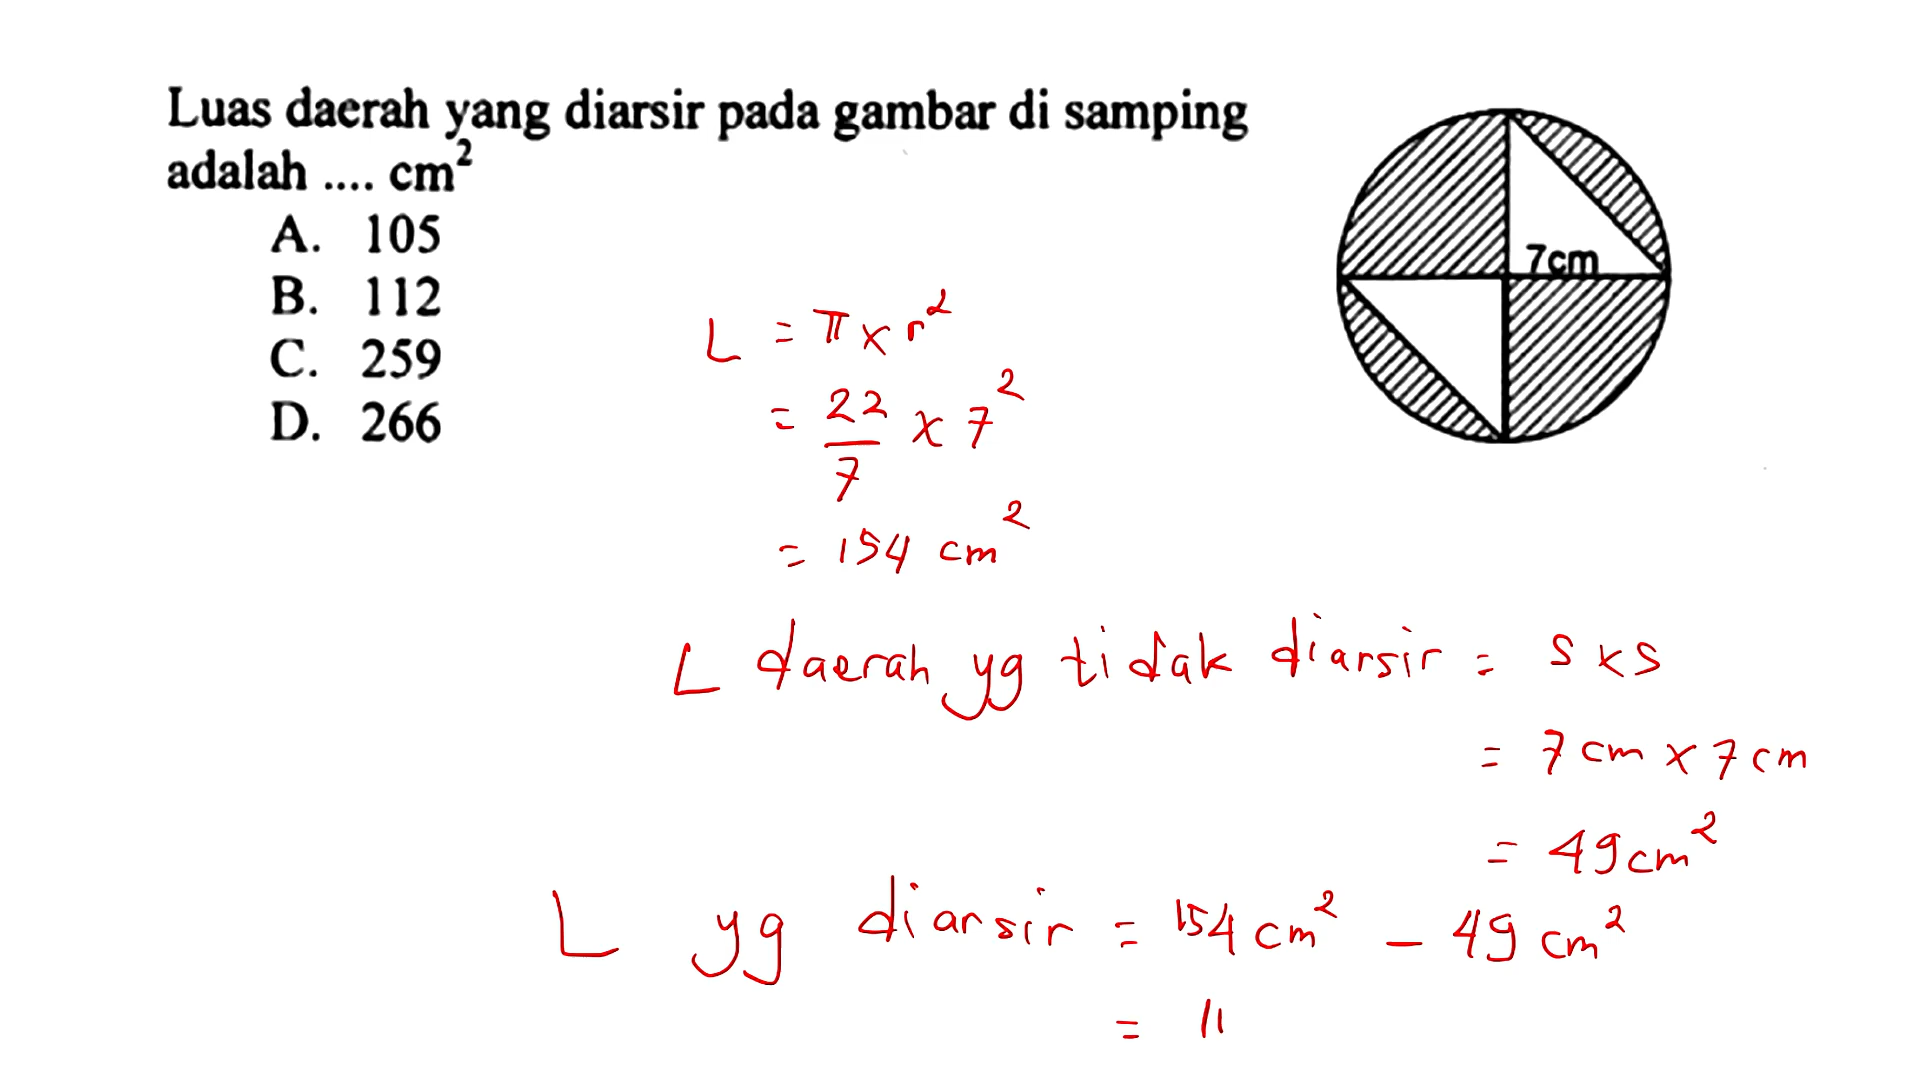 Luas daerah yang diarsir pada gambar di samping
adalah .... cm²
A. 105
B. 112
C. 259
D. 266
7cm
L = π x r²
= 22/7 x 7²
= 154 cm²
L daerah yg tidak diarsir = s x s
= 7 cm x 7 cm
= 49 cm²
L yg diarsir = 154 cm² - 49 cm²
= 11